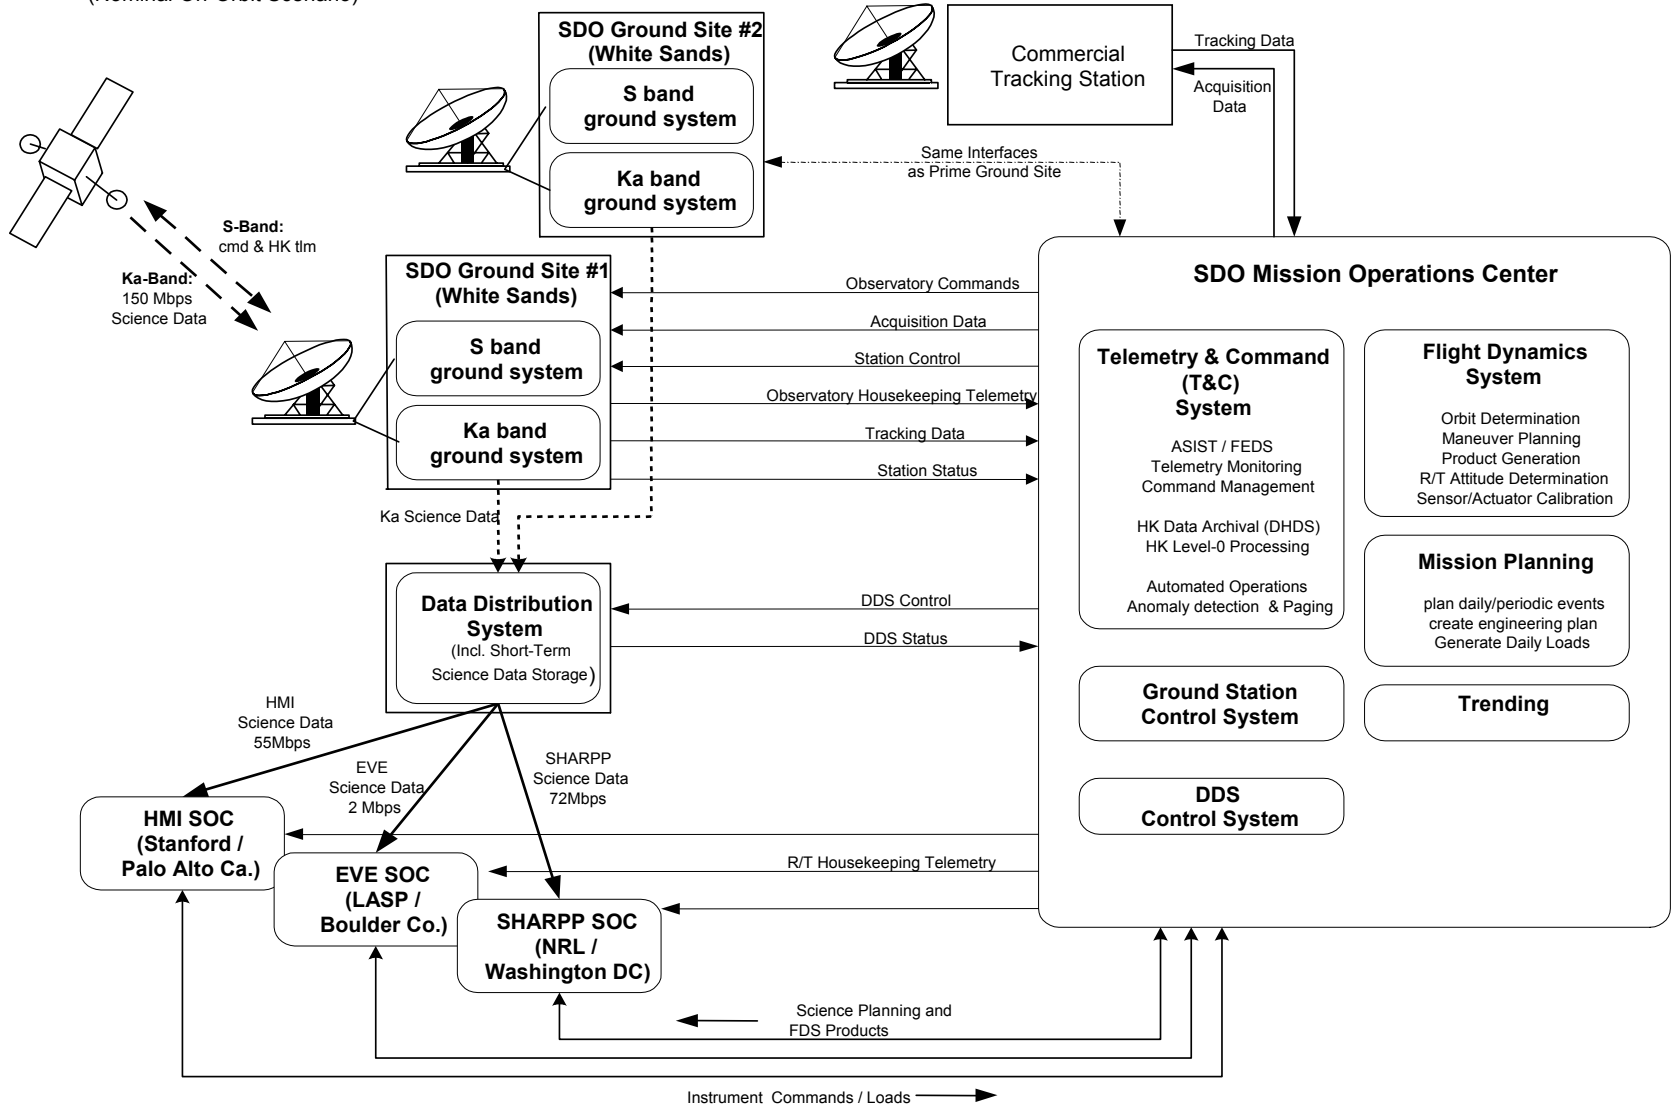 (Nominal On-Orbit Scenario)
SDO Ground Site #2
(White Sands)
S band
ground system
Ka band
ground system
Commercial
Tracking Station
Tracking Data
Acquisition
Data
Same Interfaces
as Prime Ground Site
S-Band:
cmd & HK tlm
Ka-Band:
150 Mbps
Science Data
SDO Ground Site #1
(White Sands)
S band
ground system
Ka band
ground system
Observatory Commands
Acquisition Data
Station Control
Observatory Housekeeping Telemetry
Tracking Data
Station Status
Ka Science Data
SDO Mission Operations Center
Telemetry & Command
(T&C)
System
ASIST / FEDS
Telemetry Monitoring
Command Management
HK Data Archival (DHDS)
HK Level-0 Processing
Automated Operations
Anomaly detection & Paging
Flight Dynamics
System
Orbit Determination
Maneuver Planning
Product Generation
R/T Attitude Determination
Sensor/Actuator Calibration
Mission Planning
plan daily/periodic events
create engineering plan
Generate Daily Loads
Ground Station
Control System
Trending
DDS
Control System
Data Distribution
System
(Incl. Short-Term
Science Data Storage)
DDS Control
DDS Status
HMI
Science Data
55Mbps
EVE
Science Data
2 Mbps
SHARPP
Science Data
72Mbps
HMI SOC
(Stanford /
Palo Alto Ca.)
EVE SOC
(LASP /
Boulder Co.)
SHARPP SOC
(NRL /
Washington DC)
R/T Housekeeping Telemetry
Science Planning and
FDS Products
Instrument Commands / Loads